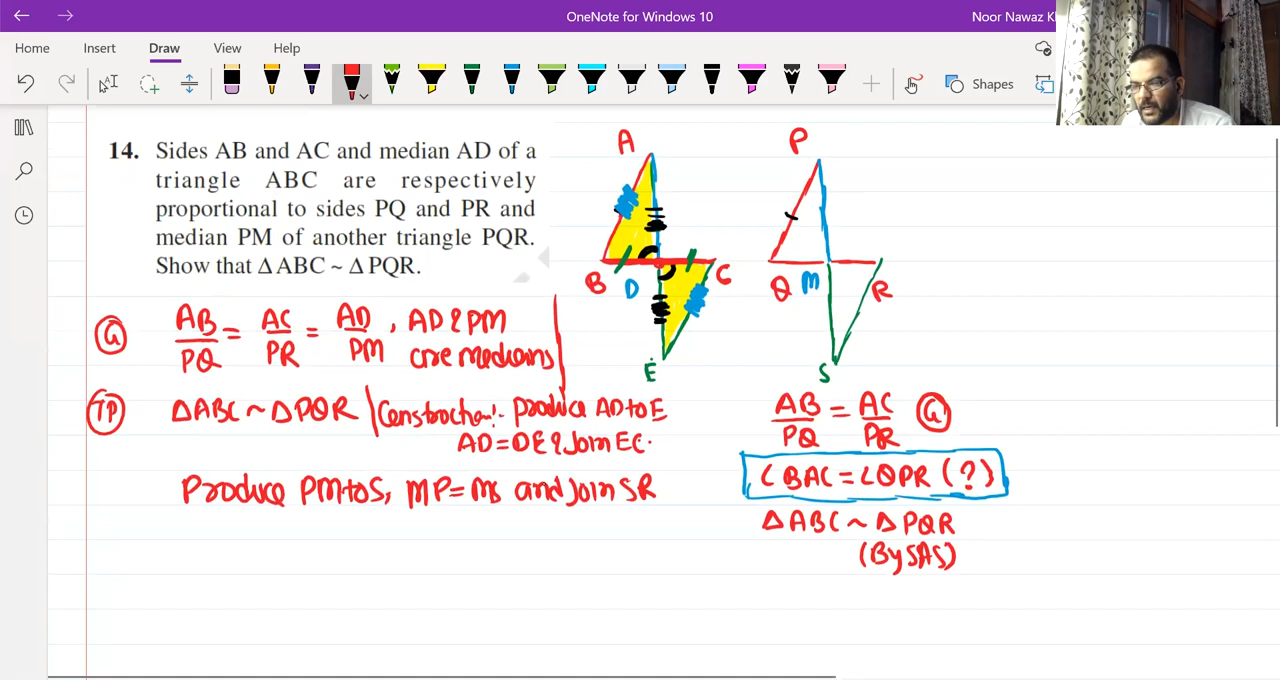 OneNote for Windows 10
Noor Nawaz Kh
Home Insert Draw View Help
Shapes
14. Sides AB and AC and median AD of a
triangle ABC are respectively
proportional to sides PQ and PR and
median PM of another triangle PQR.
Show that Δ ABC ~ Δ PQR.
A
B
D
C
E
P
Q
M
R
S
G AB/PQ = AC/PR = AD/PM , AD & PM
are medians
TP ΔABC ~ ΔPQR | Construction:- Produce AD to E
AD = DE & Join EC.
Produce PM to S, MP = MS and Join SR
AB/PQ = AC/PR G
∠BAC = ∠QPR (?)
ΔABC ~ ΔPQR
(By SAS)